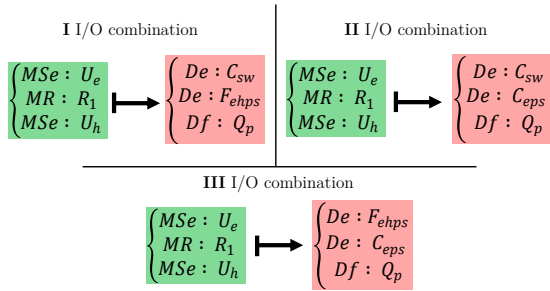 I I/O combination
MSe : U_e
MR : R_1
MSe : U_h
De : C_sw
De : F_ehps
Df : Q_p
II I/O combination
MSe : U_e
MR : R_1
MSe : U_h
De : C_sw
De : C_eps
Df : Q_p
III I/O combination
MSe : U_e
MR : R_1
MSe : U_h
De : F_ehps
De : C_eps
Df : Q_p